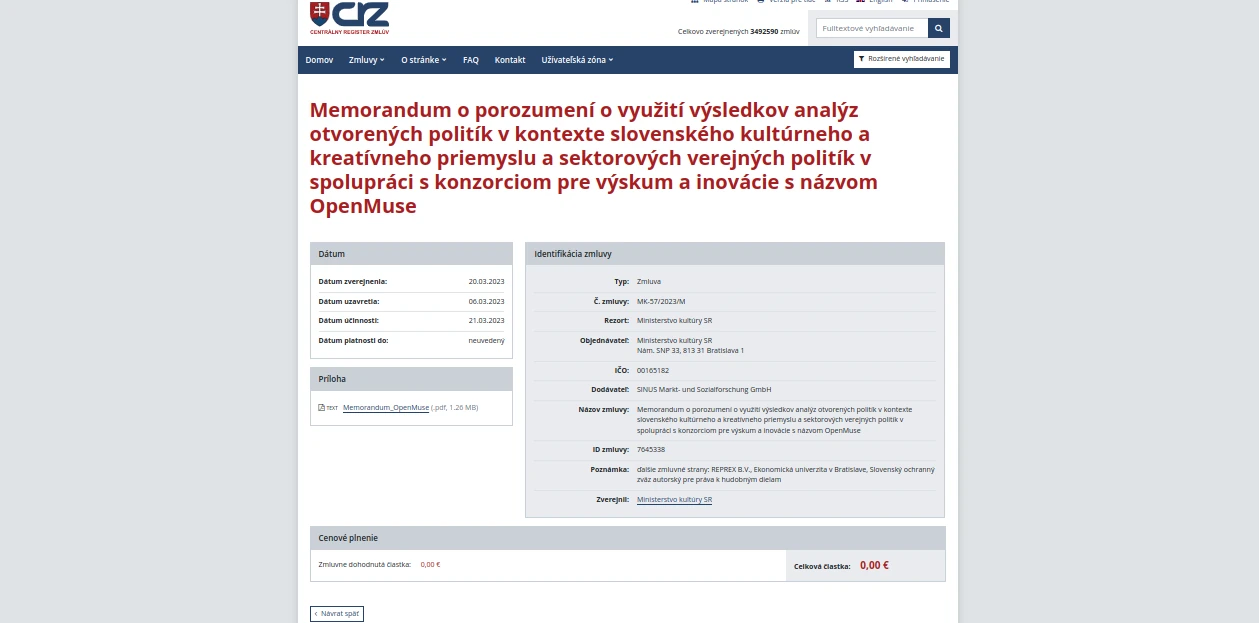 Mapa stránok Verzia pre tlač RSS English Prihlásenie
CRZ
CENTRÁLNY REGISTER ZMLÚV
Celkovo zverejnených 3492590 zmlúv
Fulltextové vyhľadávanie
Domov Zmluvy O stránke FAQ Kontakt Užívateľská zóna
Rozšírené vyhľadávanie
Memorandum o porozumení o využití výsledkov analýz
otvorených politík v kontexte slovenského kultúrneho a
kreatívneho priemyslu a sektorových verejných politík v
spolupráci s konzorciom pre výskum a inovácie s názvom
OpenMuse
Dátum
Dátum zverejnenia: 20.03.2023
Dátum uzavretia: 06.03.2023
Dátum účinnosti: 21.03.2023
Dátum platnosti do: neuvedený
Príloha
TEXT Memorandum_OpenMuse (.pdf, 1.26 MB)
Identifikácia zmluvy
Typ: Zmluva
Č. zmluvy: MK-57/2023/M
Rezort: Ministerstvo kultúry SR
Objednávateľ: Ministerstvo kultúry SR
Nám. SNP 33, 813 31 Bratislava 1
IČO: 00165182
Dodávateľ: SINUS Markt- und Sozialforschung GmbH
Názov zmluvy: Memorandum o porozumení o využití výsledkov analýz otvorených politík v kontexte
slovenského kultúrneho a kreatívneho priemyslu a sektorových verejných politík v
spolupráci s konzorciom pre výskum a inovácie s názvom OpenMuse
ID zmluvy: 7645338
Poznámka: ďalšie zmluvné strany: REPREX B.V., Ekonomická univerzita v Bratislave, Slovenský ochranný
zväz autorský pre práva k hudobným dielam
Zverejnil: Ministerstvo kultúry SR
Cenové plnenie
Zmluvne dohodnutá čiastka: 0,00 €
Celková čiastka: 0,00 €
‹ Návrat späť